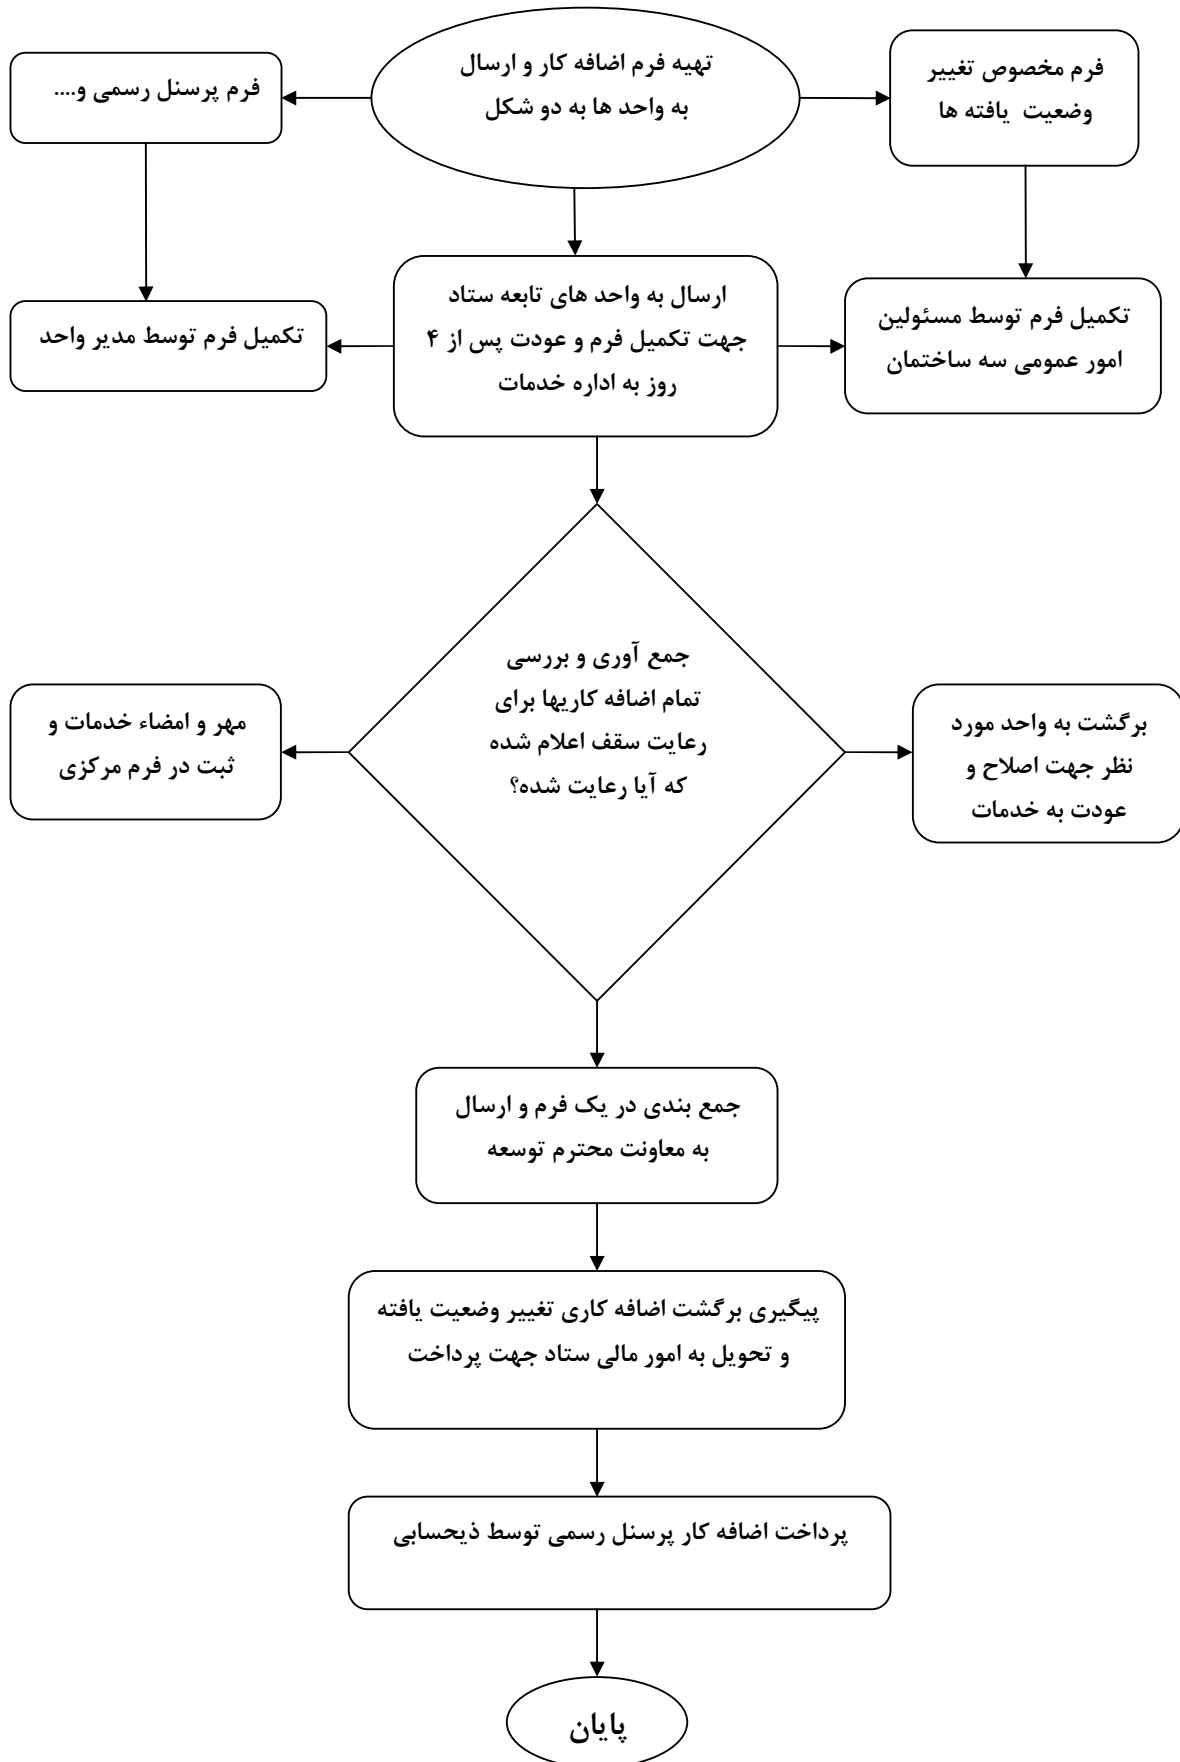 تهیه فرم اضافه کار و ارسال
به واحد ها به دو شکل
فرم مخصوص تغییر
وضعیت یافته ها
فرم پرسنل رسمی و....
ارسال به واحد های تابعه ستاد
جهت تکمیل فرم و عودت پس از ۴
روز به اداره خدمات
تکمیل فرم توسط مسئولین
امور عمومی سه ساختمان
تکمیل فرم توسط مدیر واحد
جمع آوری و بررسی
تمام اضافه کاریها برای
رعایت سقف اعلام شده
که آیا رعایت شده؟
برگشت به واحد مورد
نظر جهت اصلاح و
عودت به خدمات
مهر و امضاء خدمات و
ثبت در فرم مرکزی
جمع بندی در یک فرم و ارسال
به معاونت محترم توسعه
پیگیری برگشت اضافه کاری تغییر وضعیت یافته
و تحویل به امور مالی ستاد جهت پرداخت
پرداخت اضافه کار پرسنل رسمی توسط ذیحسابی
پایان